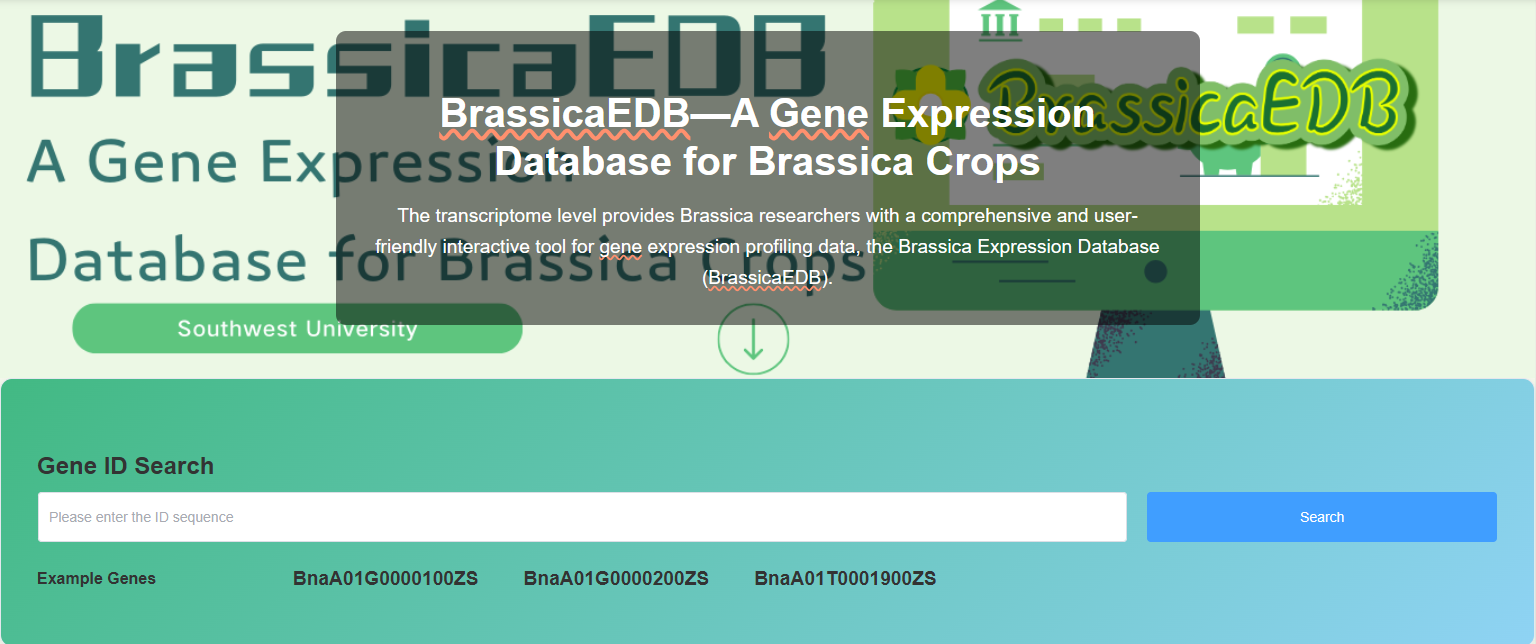 BrassicaEDB
A Gene Expression
Database for Brassica Crops
Southwest University
BrassicaEDB
BrassicaEDB—A Gene Expression
Database for Brassica Crops
The transcriptome level provides Brassica researchers with a comprehensive and user-
friendly interactive tool for gene expression profiling data, the Brassica Expression Database
(BrassicaEDB).
Gene ID Search
Please enter the ID sequence
Search
Example Genes BnaA01G0000100ZS BnaA01G0000200ZS BnaA01T0001900ZS